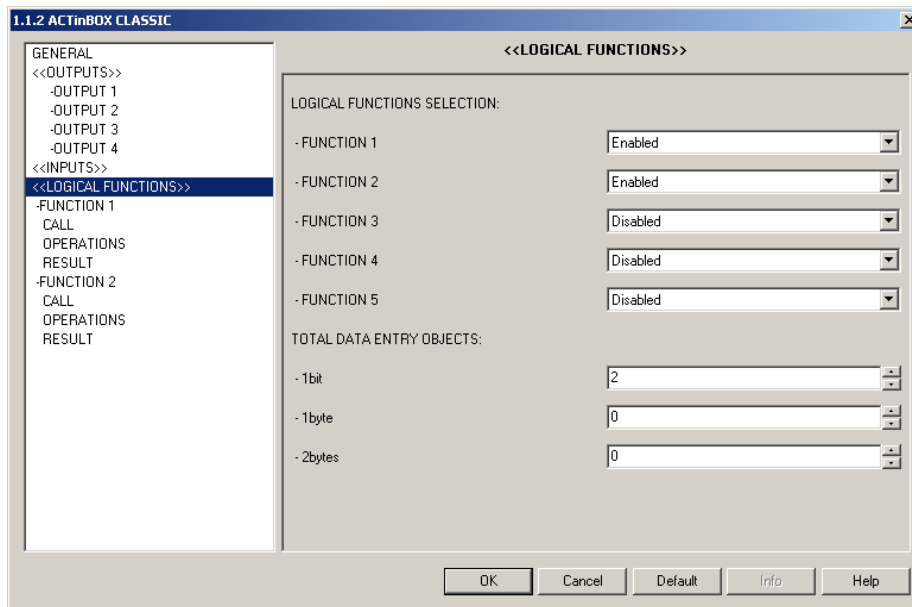 1.1.2 ACTinBOX CLASSIC
GENERAL
<<OUTPUTS>>
-OUTPUT 1
-OUTPUT 2
-OUTPUT 3
-OUTPUT 4
<<INPUTS>>
<<LOGICAL FUNCTIONS>>
-FUNCTION 1
CALL
OPERATIONS
RESULT
-FUNCTION 2
CALL
OPERATIONS
RESULT
<<LOGICAL FUNCTIONS>>
LOGICAL FUNCTIONS SELECTION:
- FUNCTION 1 Enabled
- FUNCTION 2 Enabled
- FUNCTION 3 Disabled
- FUNCTION 4 Disabled
- FUNCTION 5 Disabled
TOTAL DATA ENTRY OBJECTS:
- 1bit 2
- 1byte 0
- 2bytes 0
OK Cancel Default Info Help